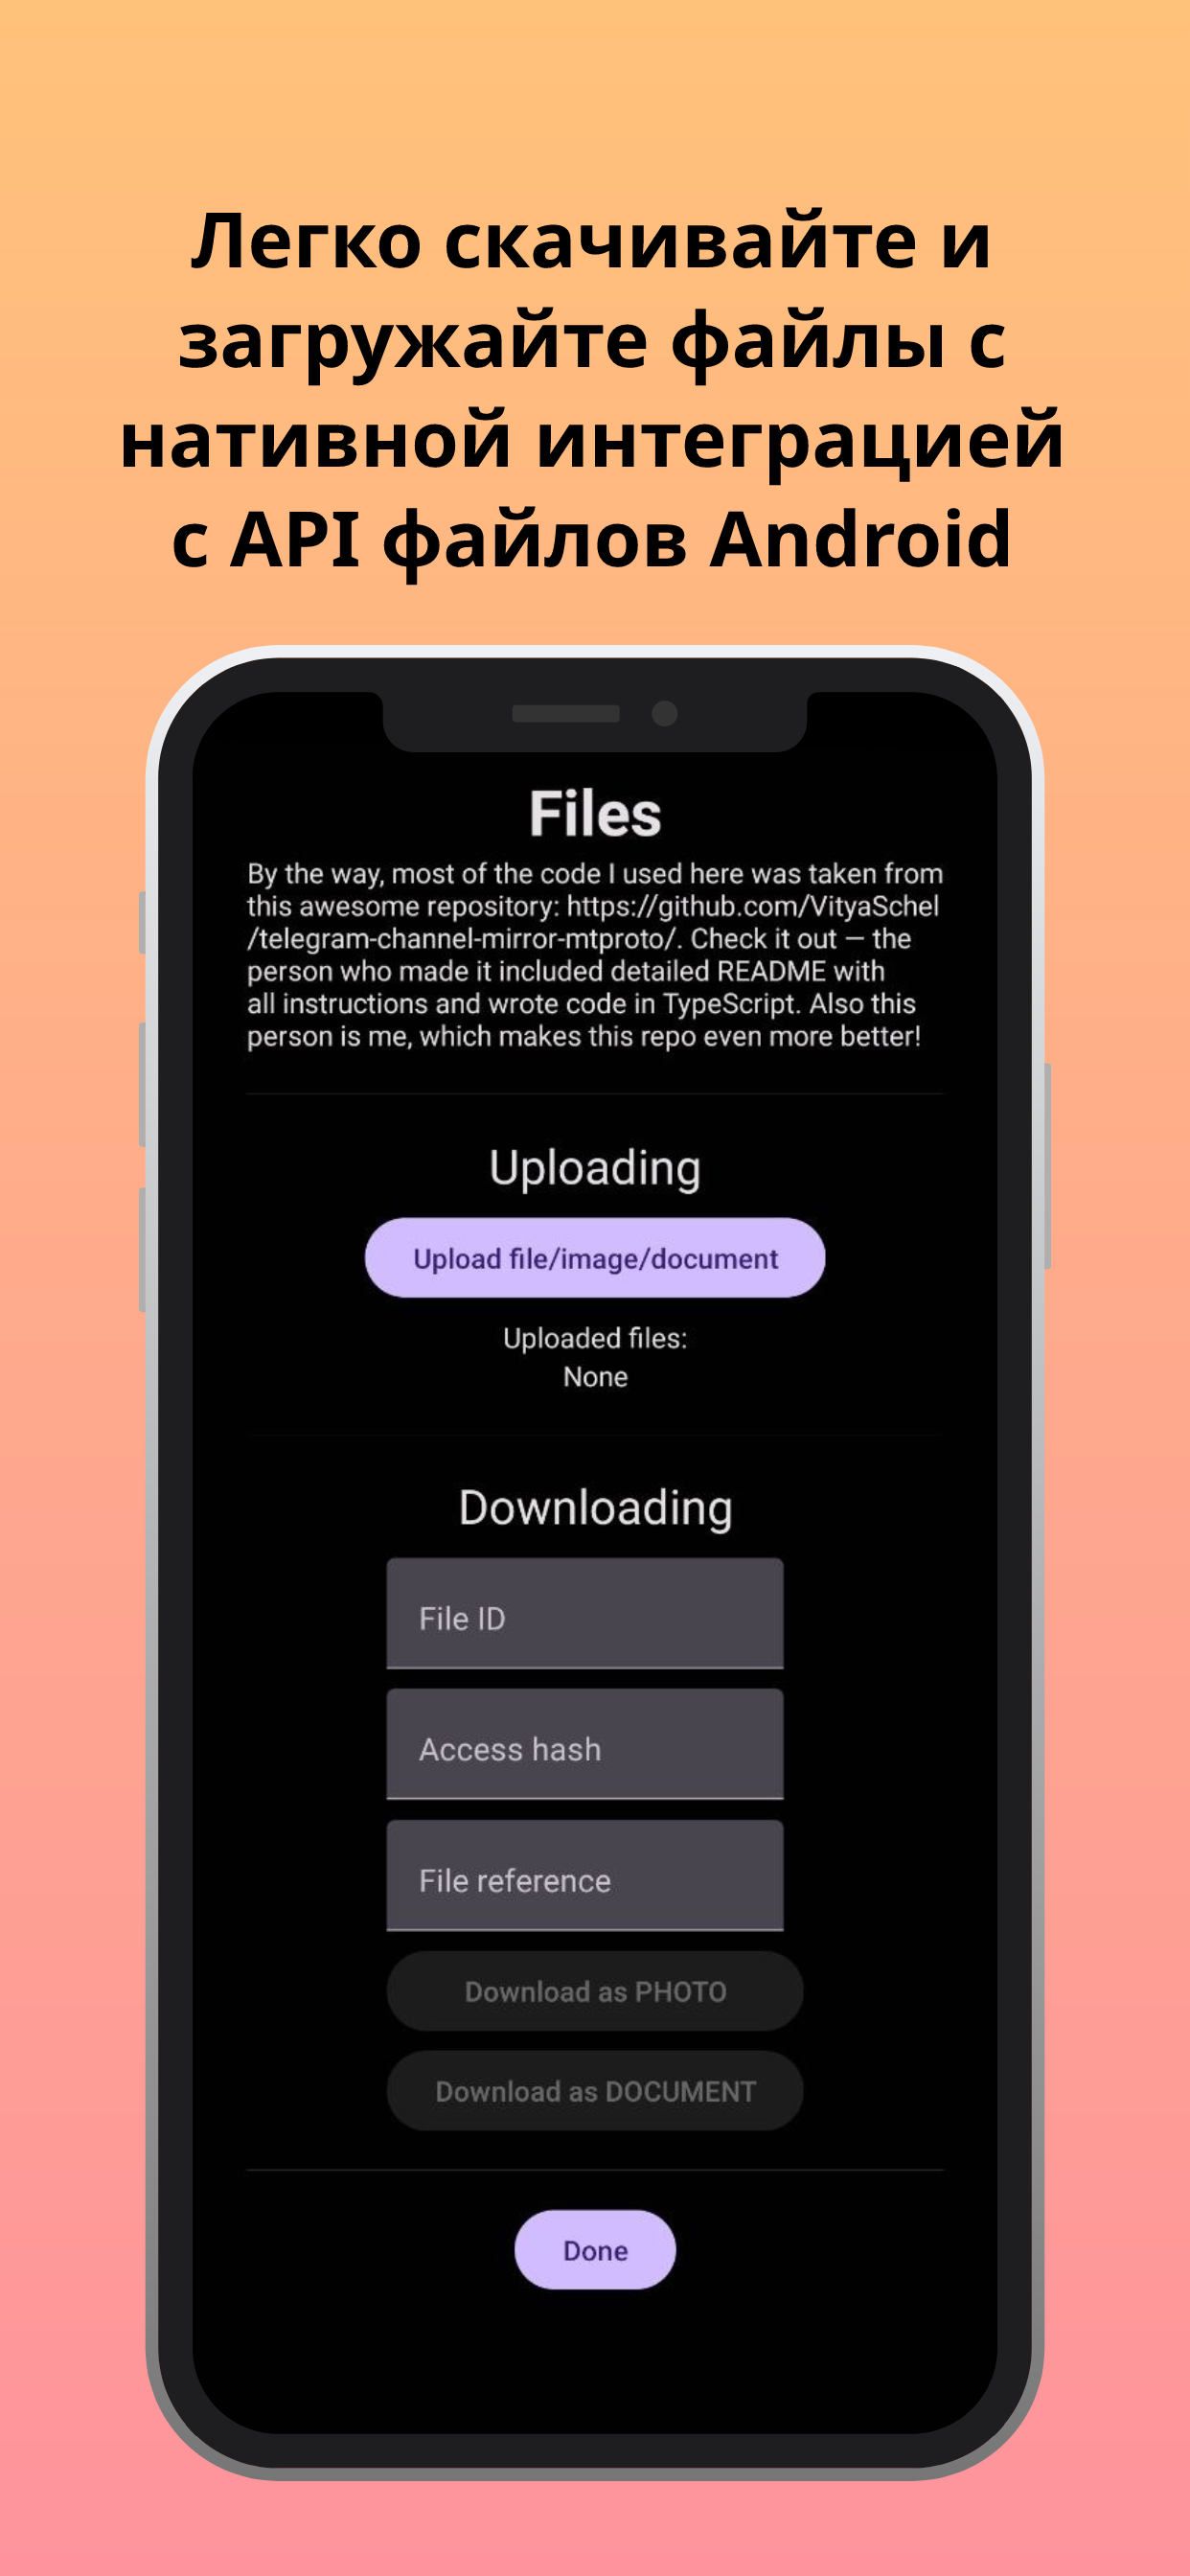 Легко скачивайте и
загружайте файлы с
нативной интеграцией
с API файлов Android
Files
By the way, most of the code I used here was taken from
this awesome repository: https://github.com/VityaSchel
/telegram-channel-mirror-mtproto/. Check it out — the
person who made it included detailed README with
all instructions and wrote code in TypeScript. Also this
person is me, which makes this repo even more better!
Uploading
Upload file/image/document
Uploaded files:
None
Downloading
File ID
Access hash
File reference
Download as PHOTO
Download as DOCUMENT
Done